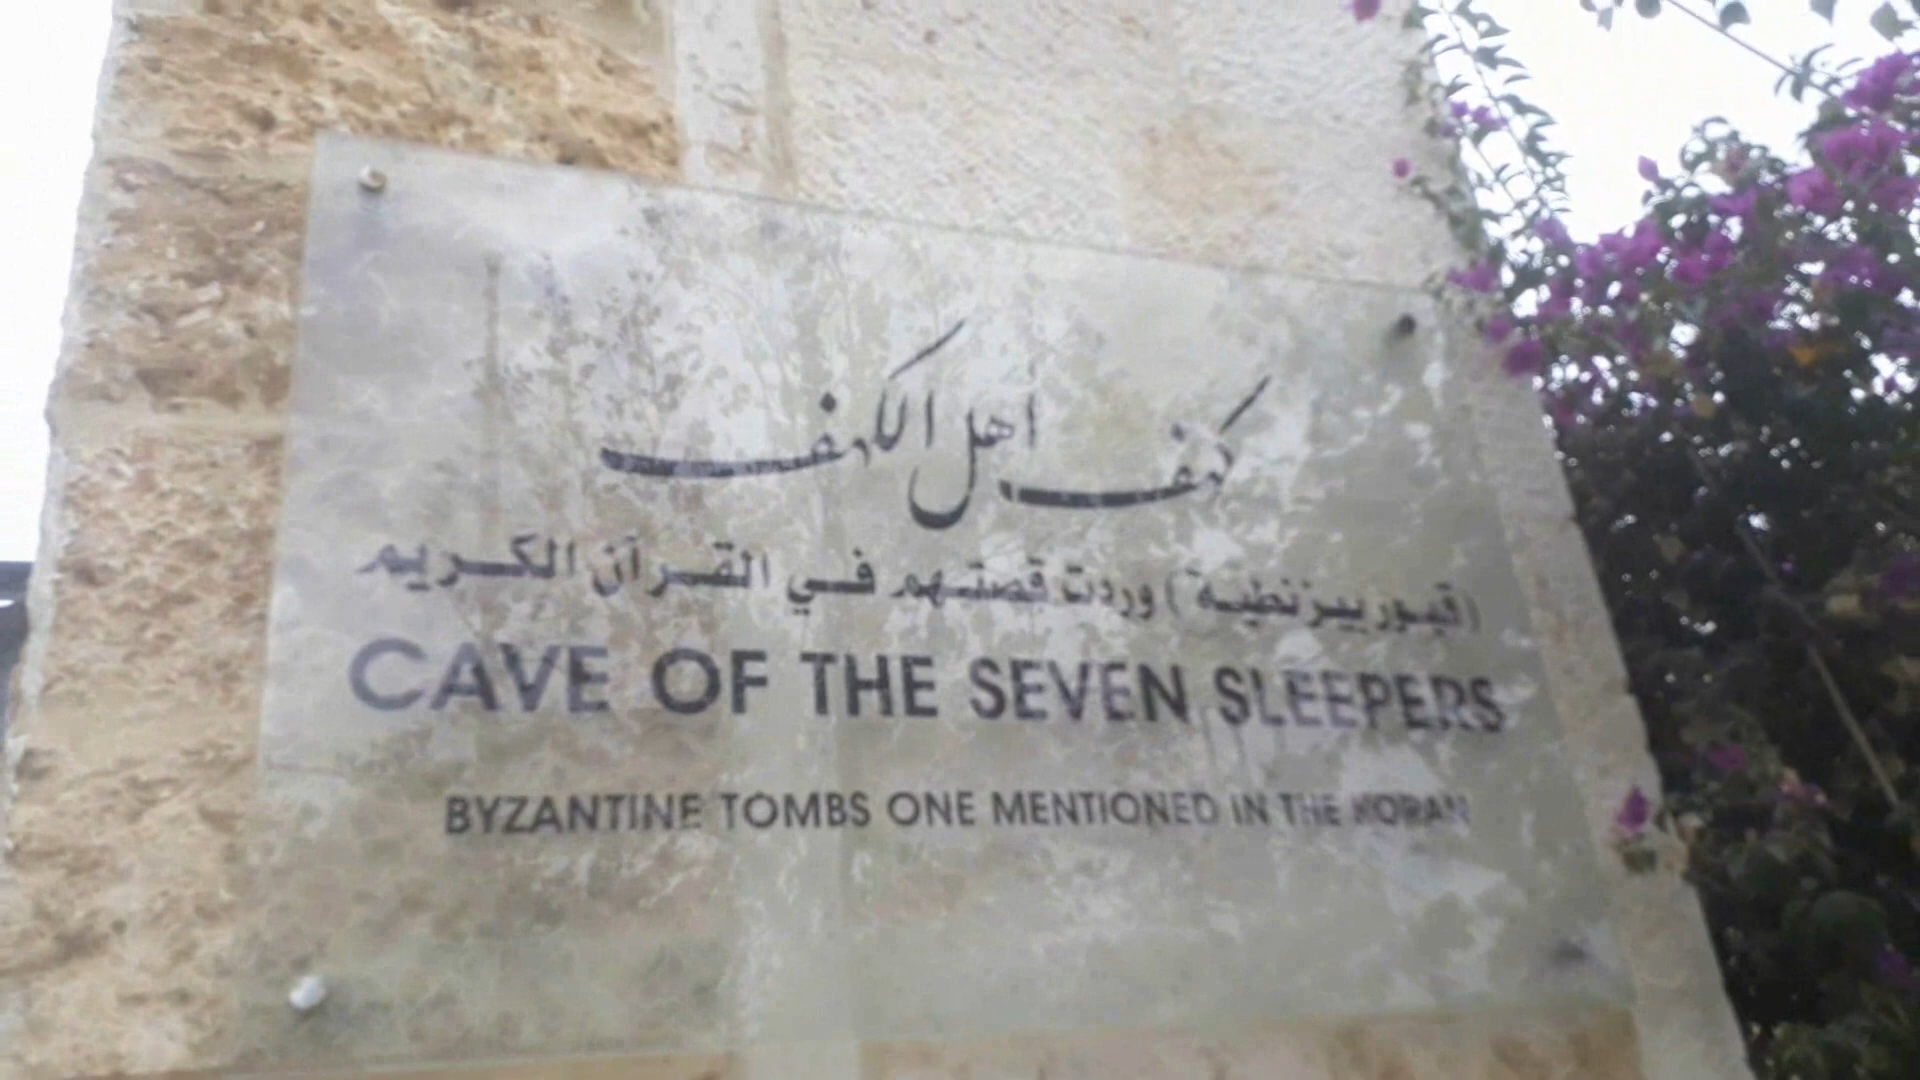 كهف أهل الكهف
(قبور بيزنطية) وردت قصتهم في القرآن الكريم
CAVE OF THE SEVEN SLEEPERS
BYZANTINE TOMBS ONE MENTIONED IN THE KORAN